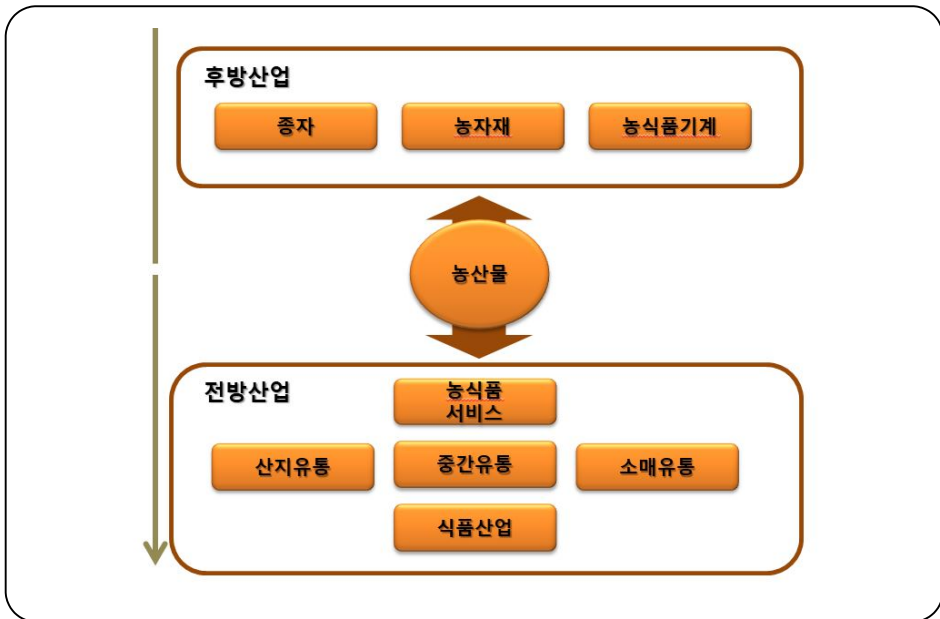 후방산업
종자
농자재
농식품기계
농산물
전방산업
농식품
서비스
산지유통
중간유통
소매유통
식품산업